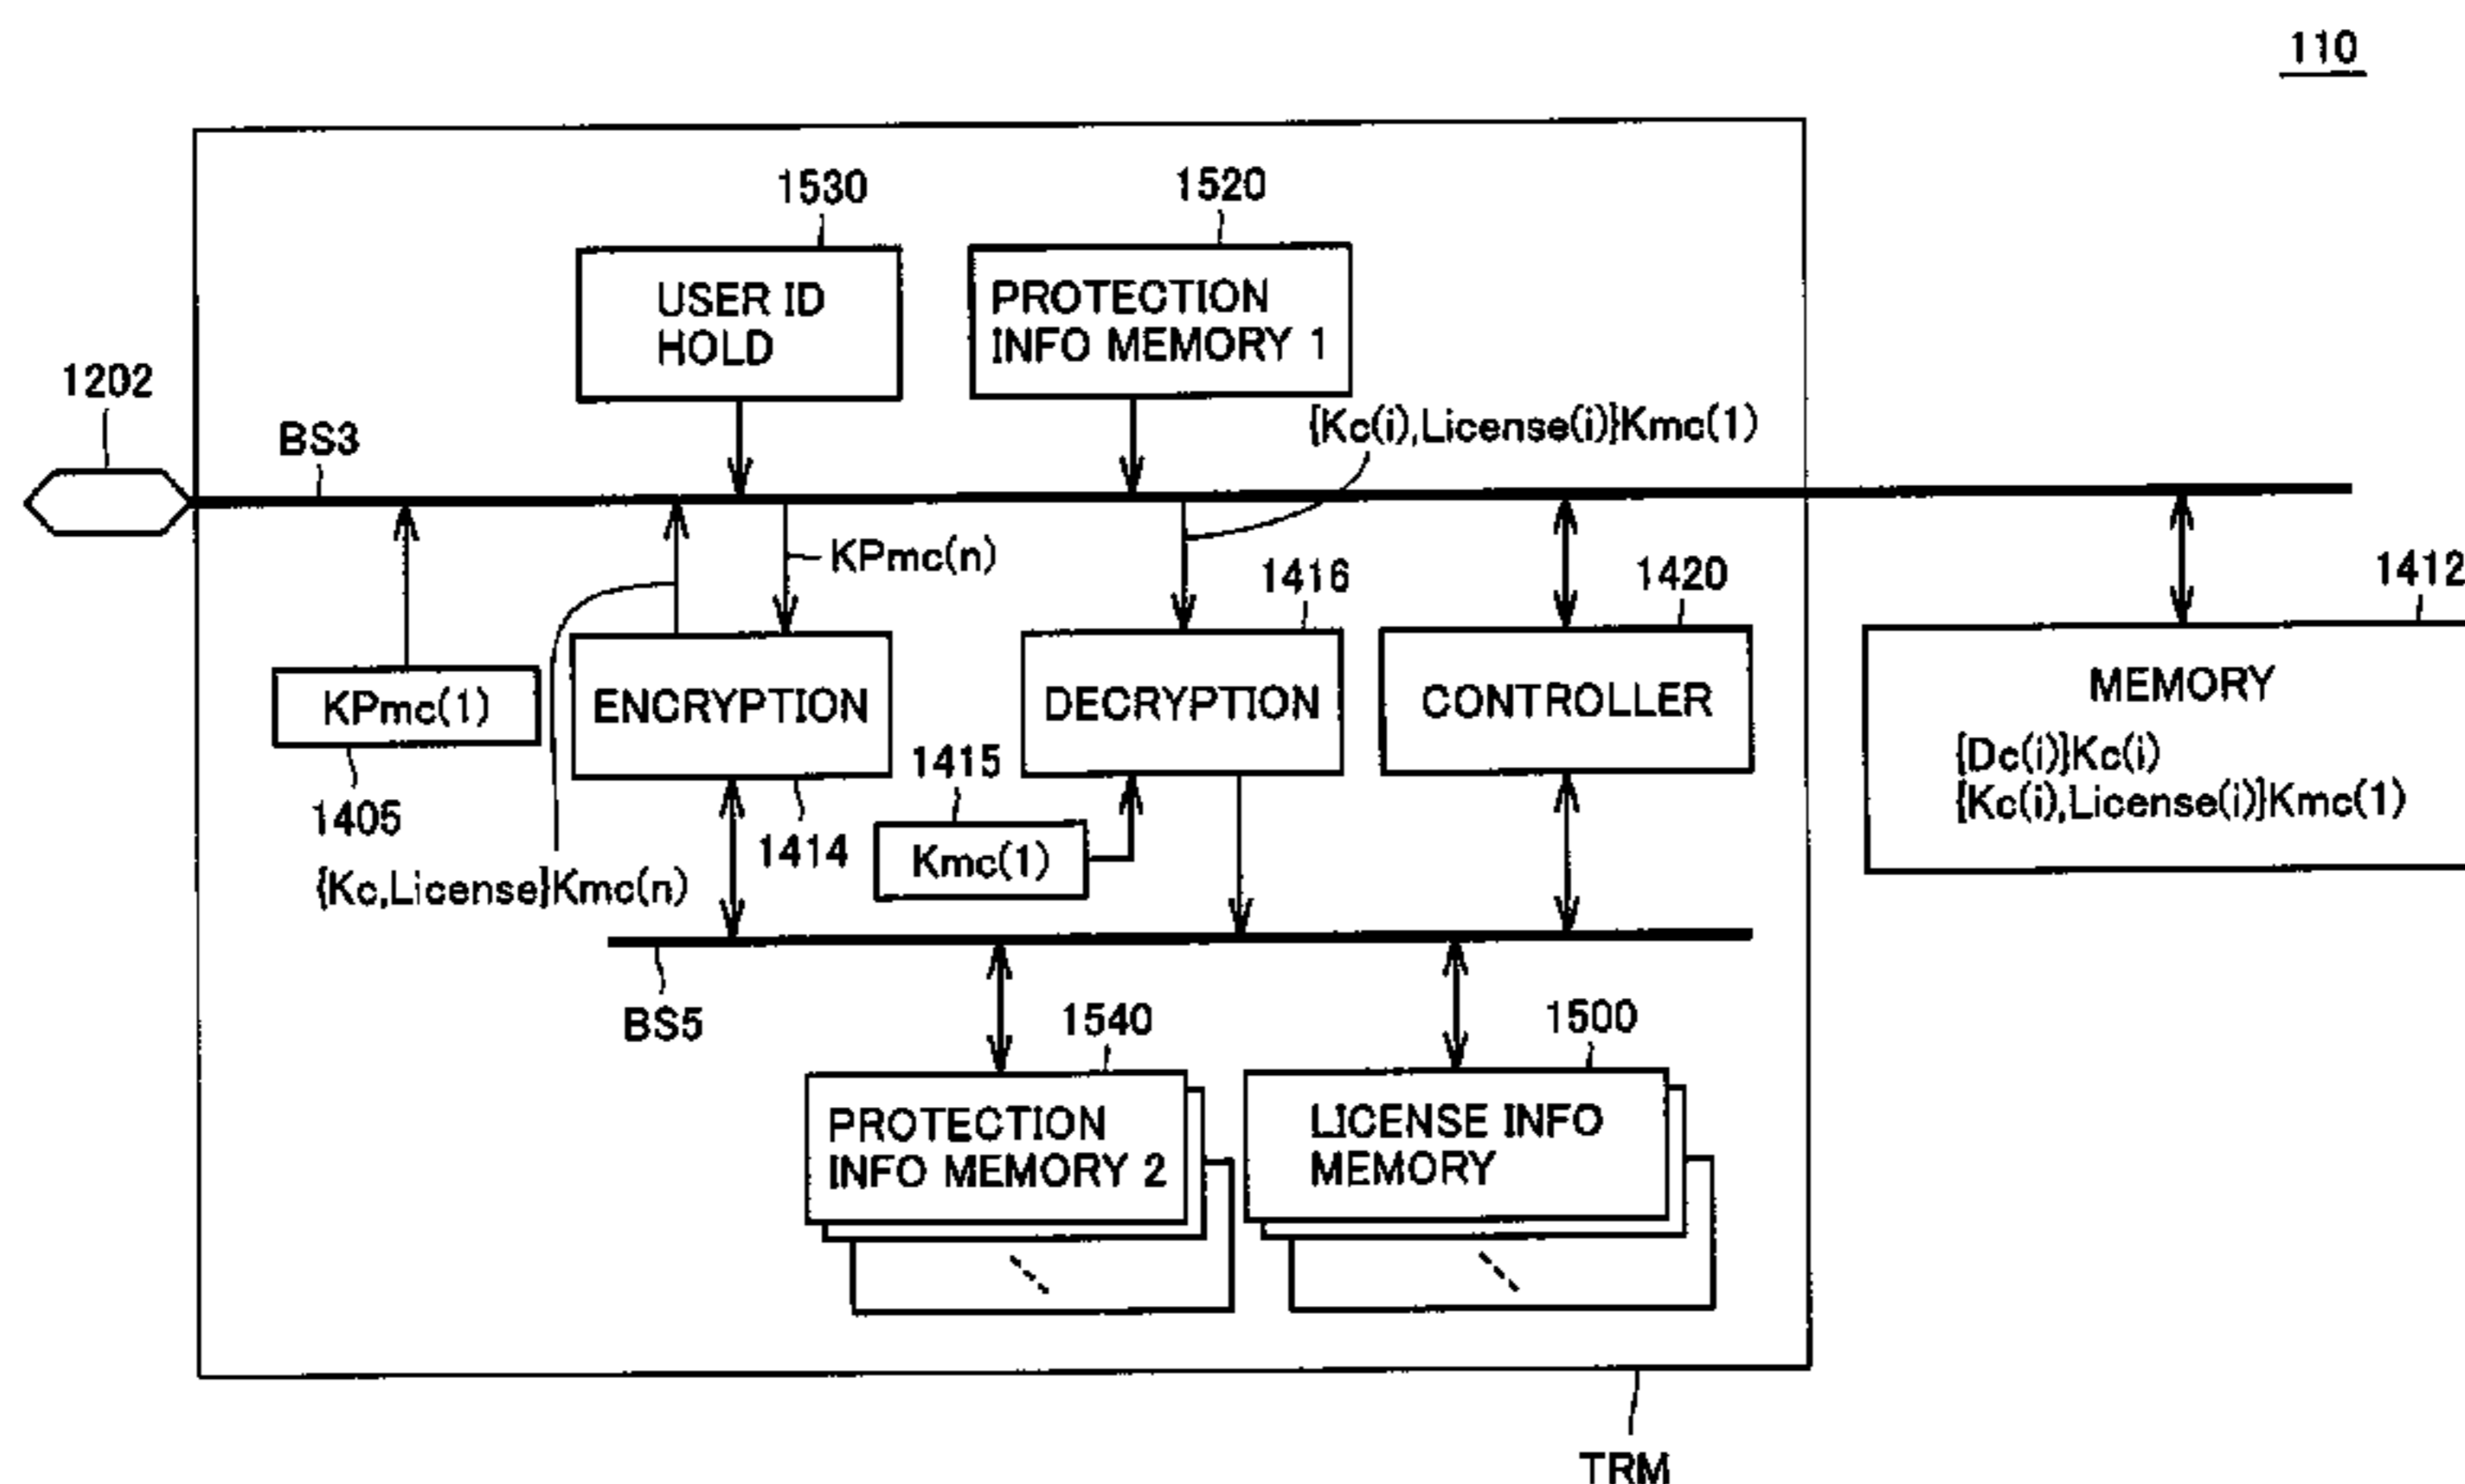 110
1530
1520
USER ID
HOLD
PROTECTION
INFO MEMORY 1
1202
BS3
{Kc(i),License(i)}Kmc(1)
KPmc(n)
1416
1420
1412
KPmc(1)
ENCRYPTION
DECRYPTION
CONTROLLER
MEMORY
{Dc(i)}Kc(i)
{Kc(i),License(i)}Kmc(1)
1405
1415
1414
Kmc(1)
{Kc,License}Kmc(n)
BS5
1540
1500
PROTECTION
INFO MEMORY 2
LICENSE INFO
MEMORY
TRM